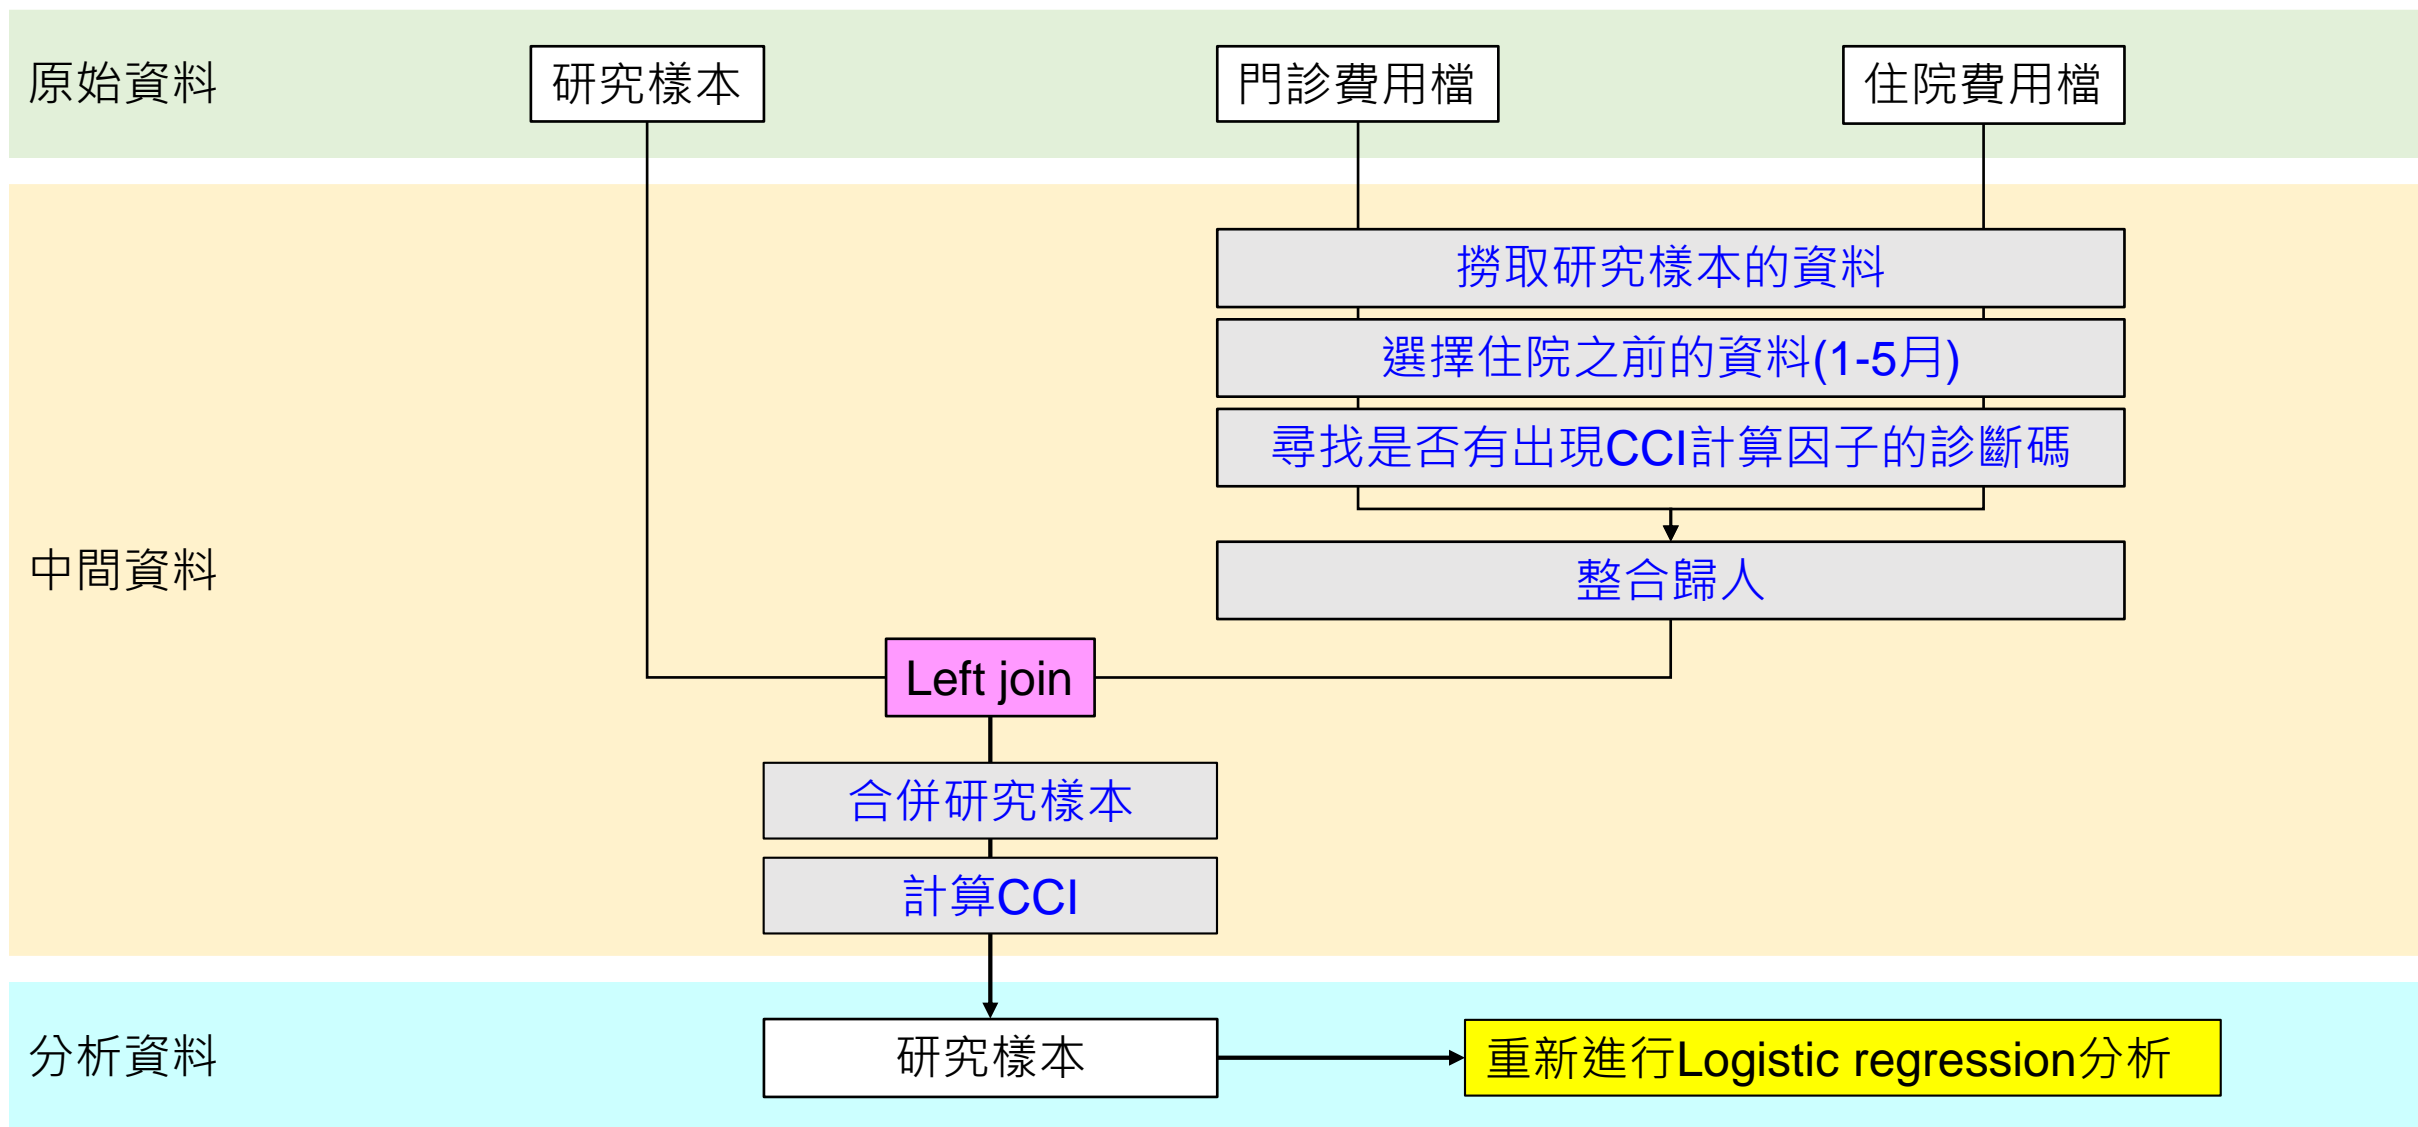 原始資料
研究樣本
門診費用檔
住院費用檔
撈取研究樣本的資料
選擇住院之前的資料(1-5月)
尋找是否有出現CCI計算因子的診斷碼
中間資料
整合歸人
Left join
合併研究樣本
計算CCI
分析資料
研究樣本
重新進行Logistic regression分析